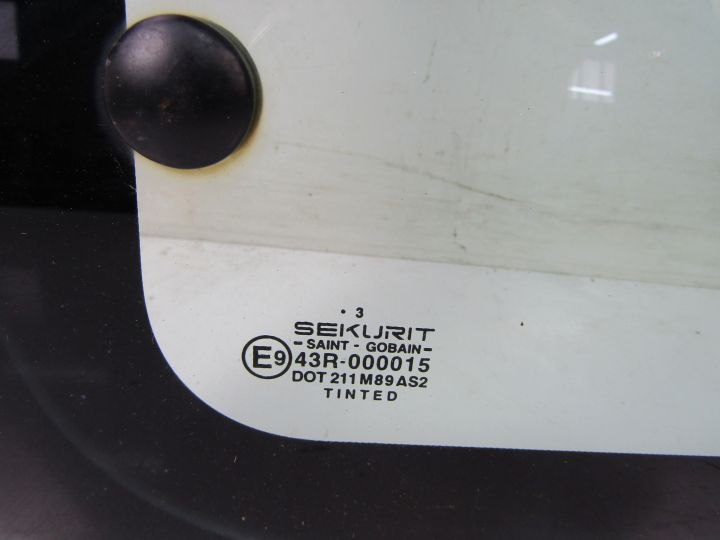 . 3
SEKURIT
- SAINT - GOBAIN -
E9 43R-000015
DOT 211 M89 AS2
TINTED